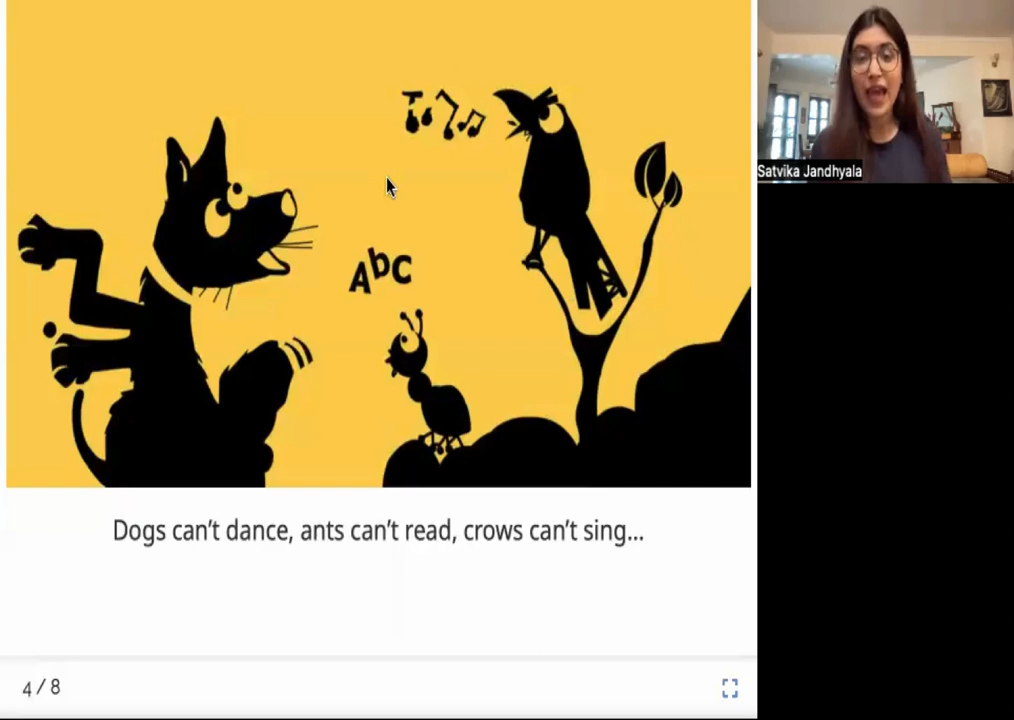 AbC
Satvika Jandhyala
Dogs can't dance, ants can't read, crows can't sing...
4 / 8